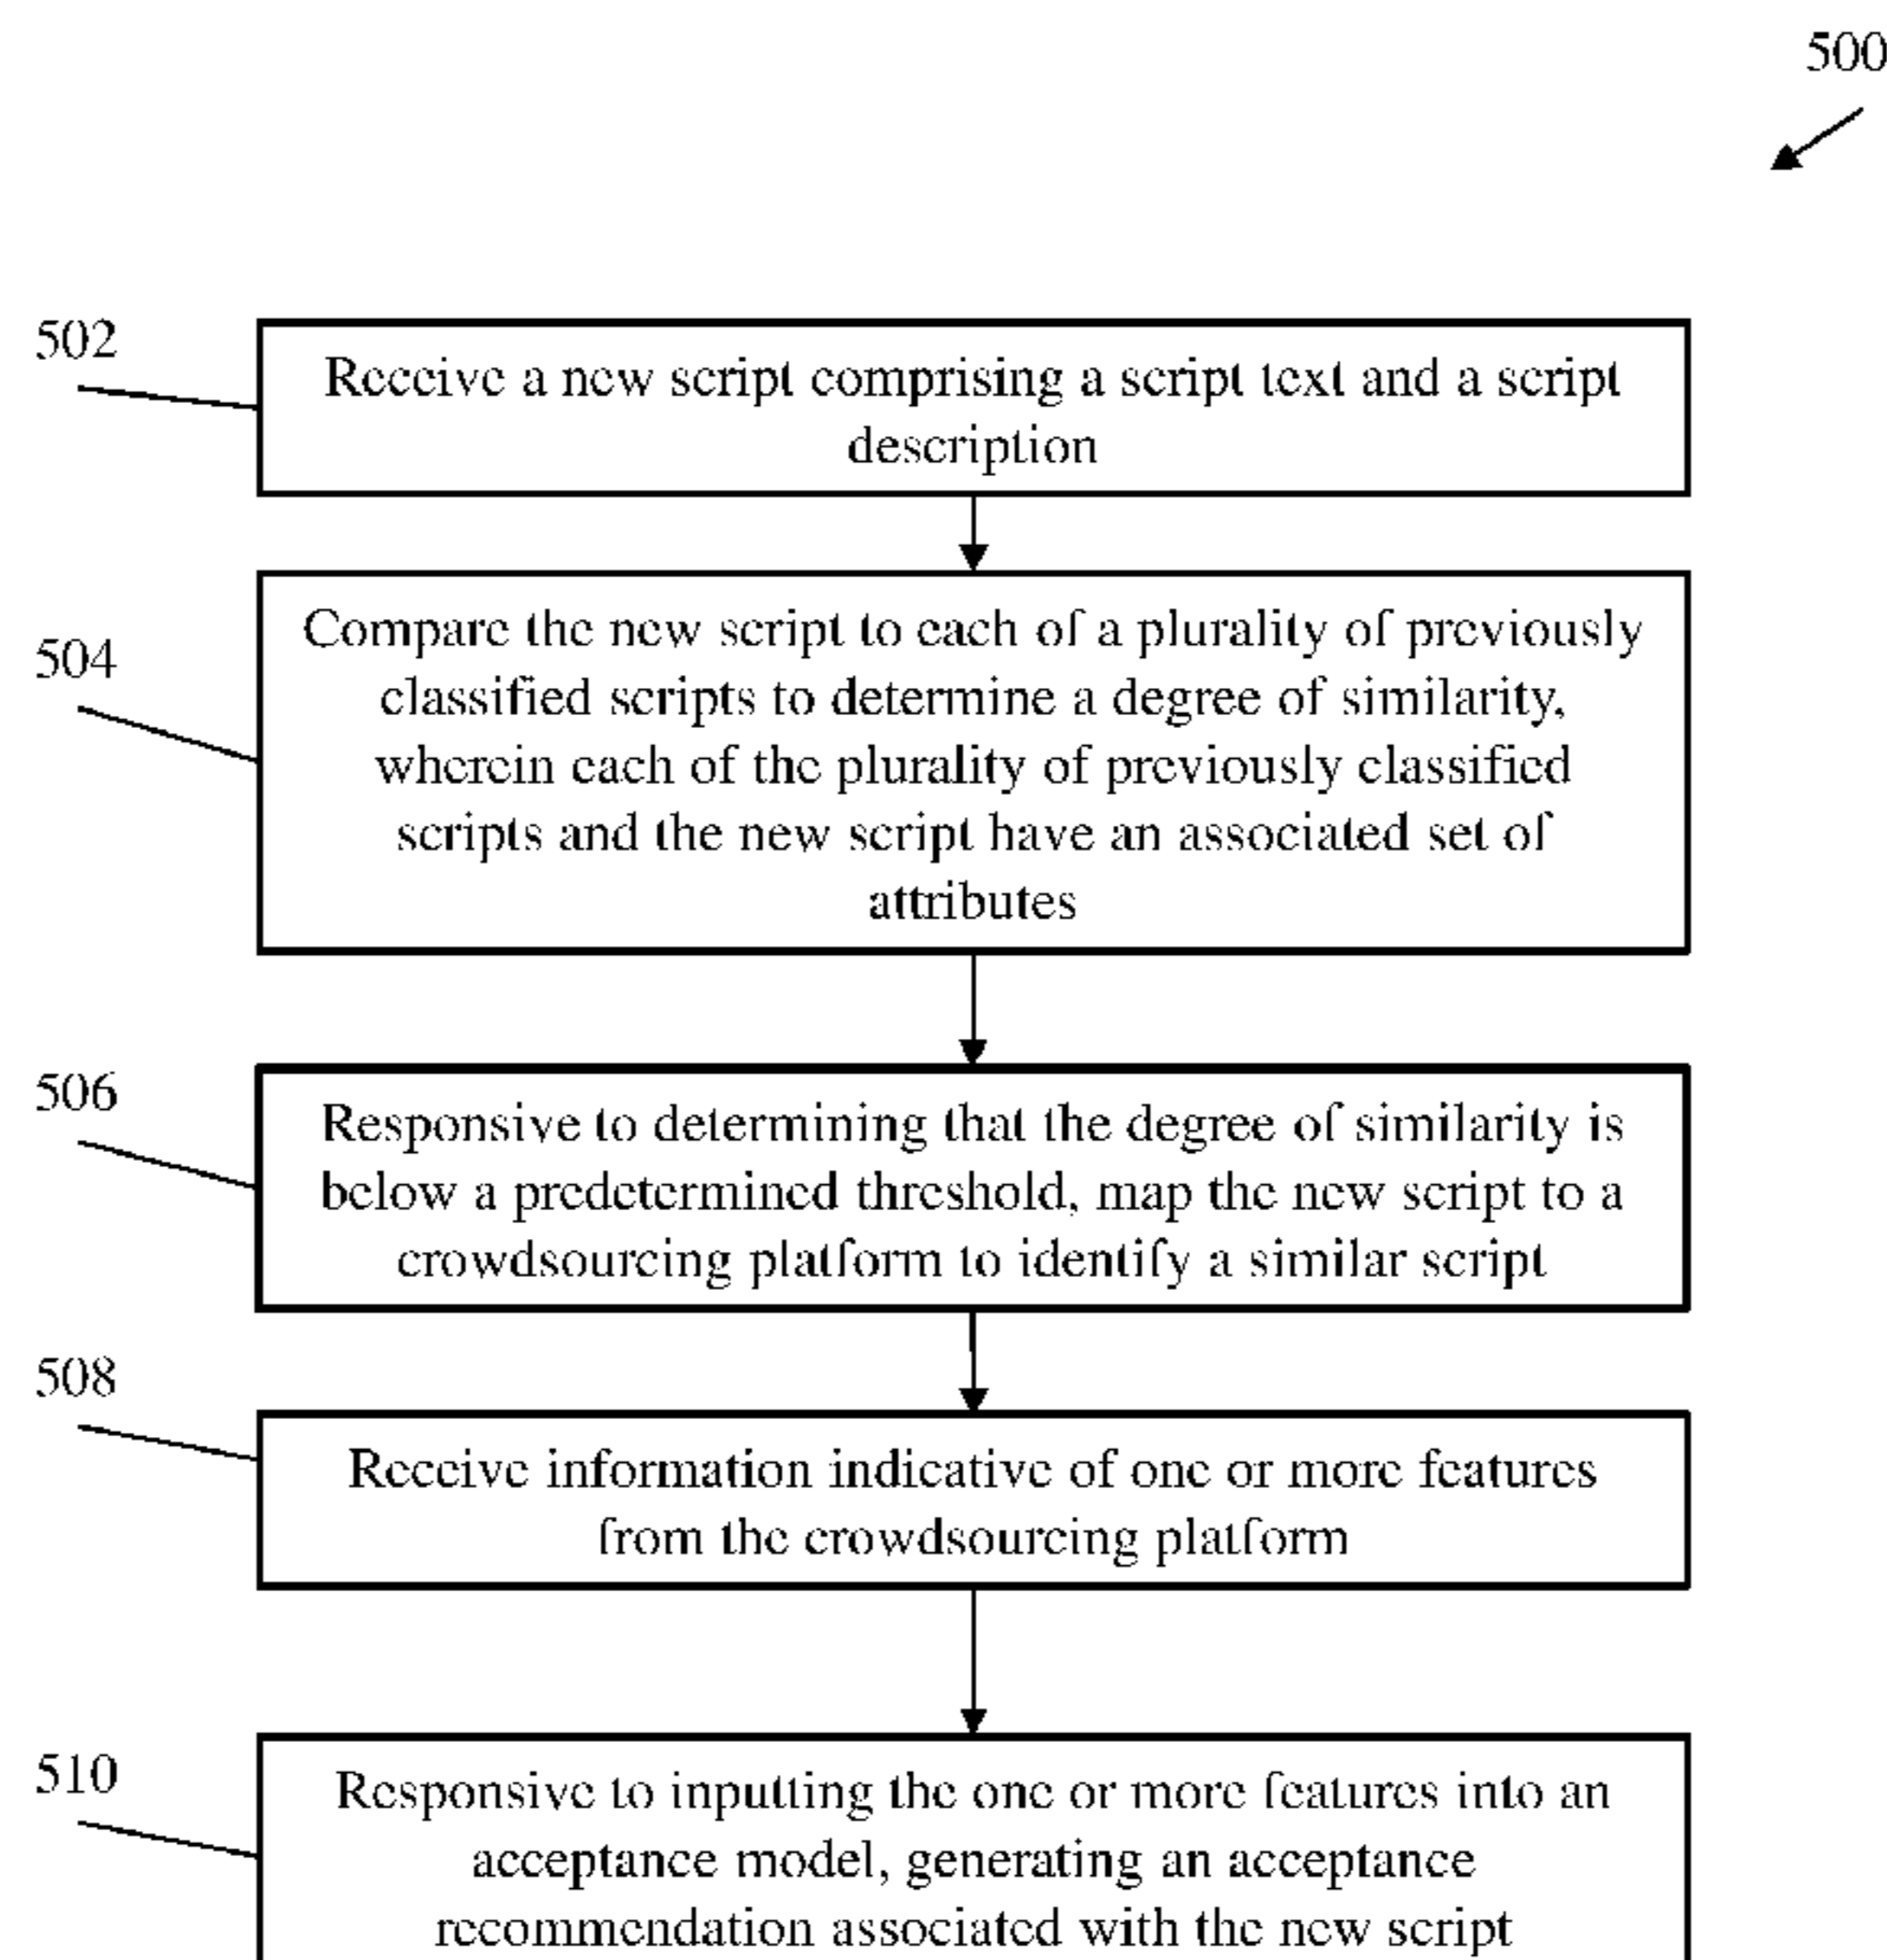 500
502
Receive a new script comprising a script text and a script
description
504
Compare the new script to each of a plurality of previously
classified scripts to determine a degree of similarity,
wherein each of the plurality of previously classified
scripts and the new script have an associated set of
attributes
506
Responsive to determining that the degree of similarity is
below a predetermined threshold, map the new script to a
crowdsourcing platform to identify a similar script
508
Receive information indicative of one or more features
from the crowdsourcing platform
510
Responsive to inputting the one or more features into an
acceptance model, generating an acceptance
recommendation associated with the new script